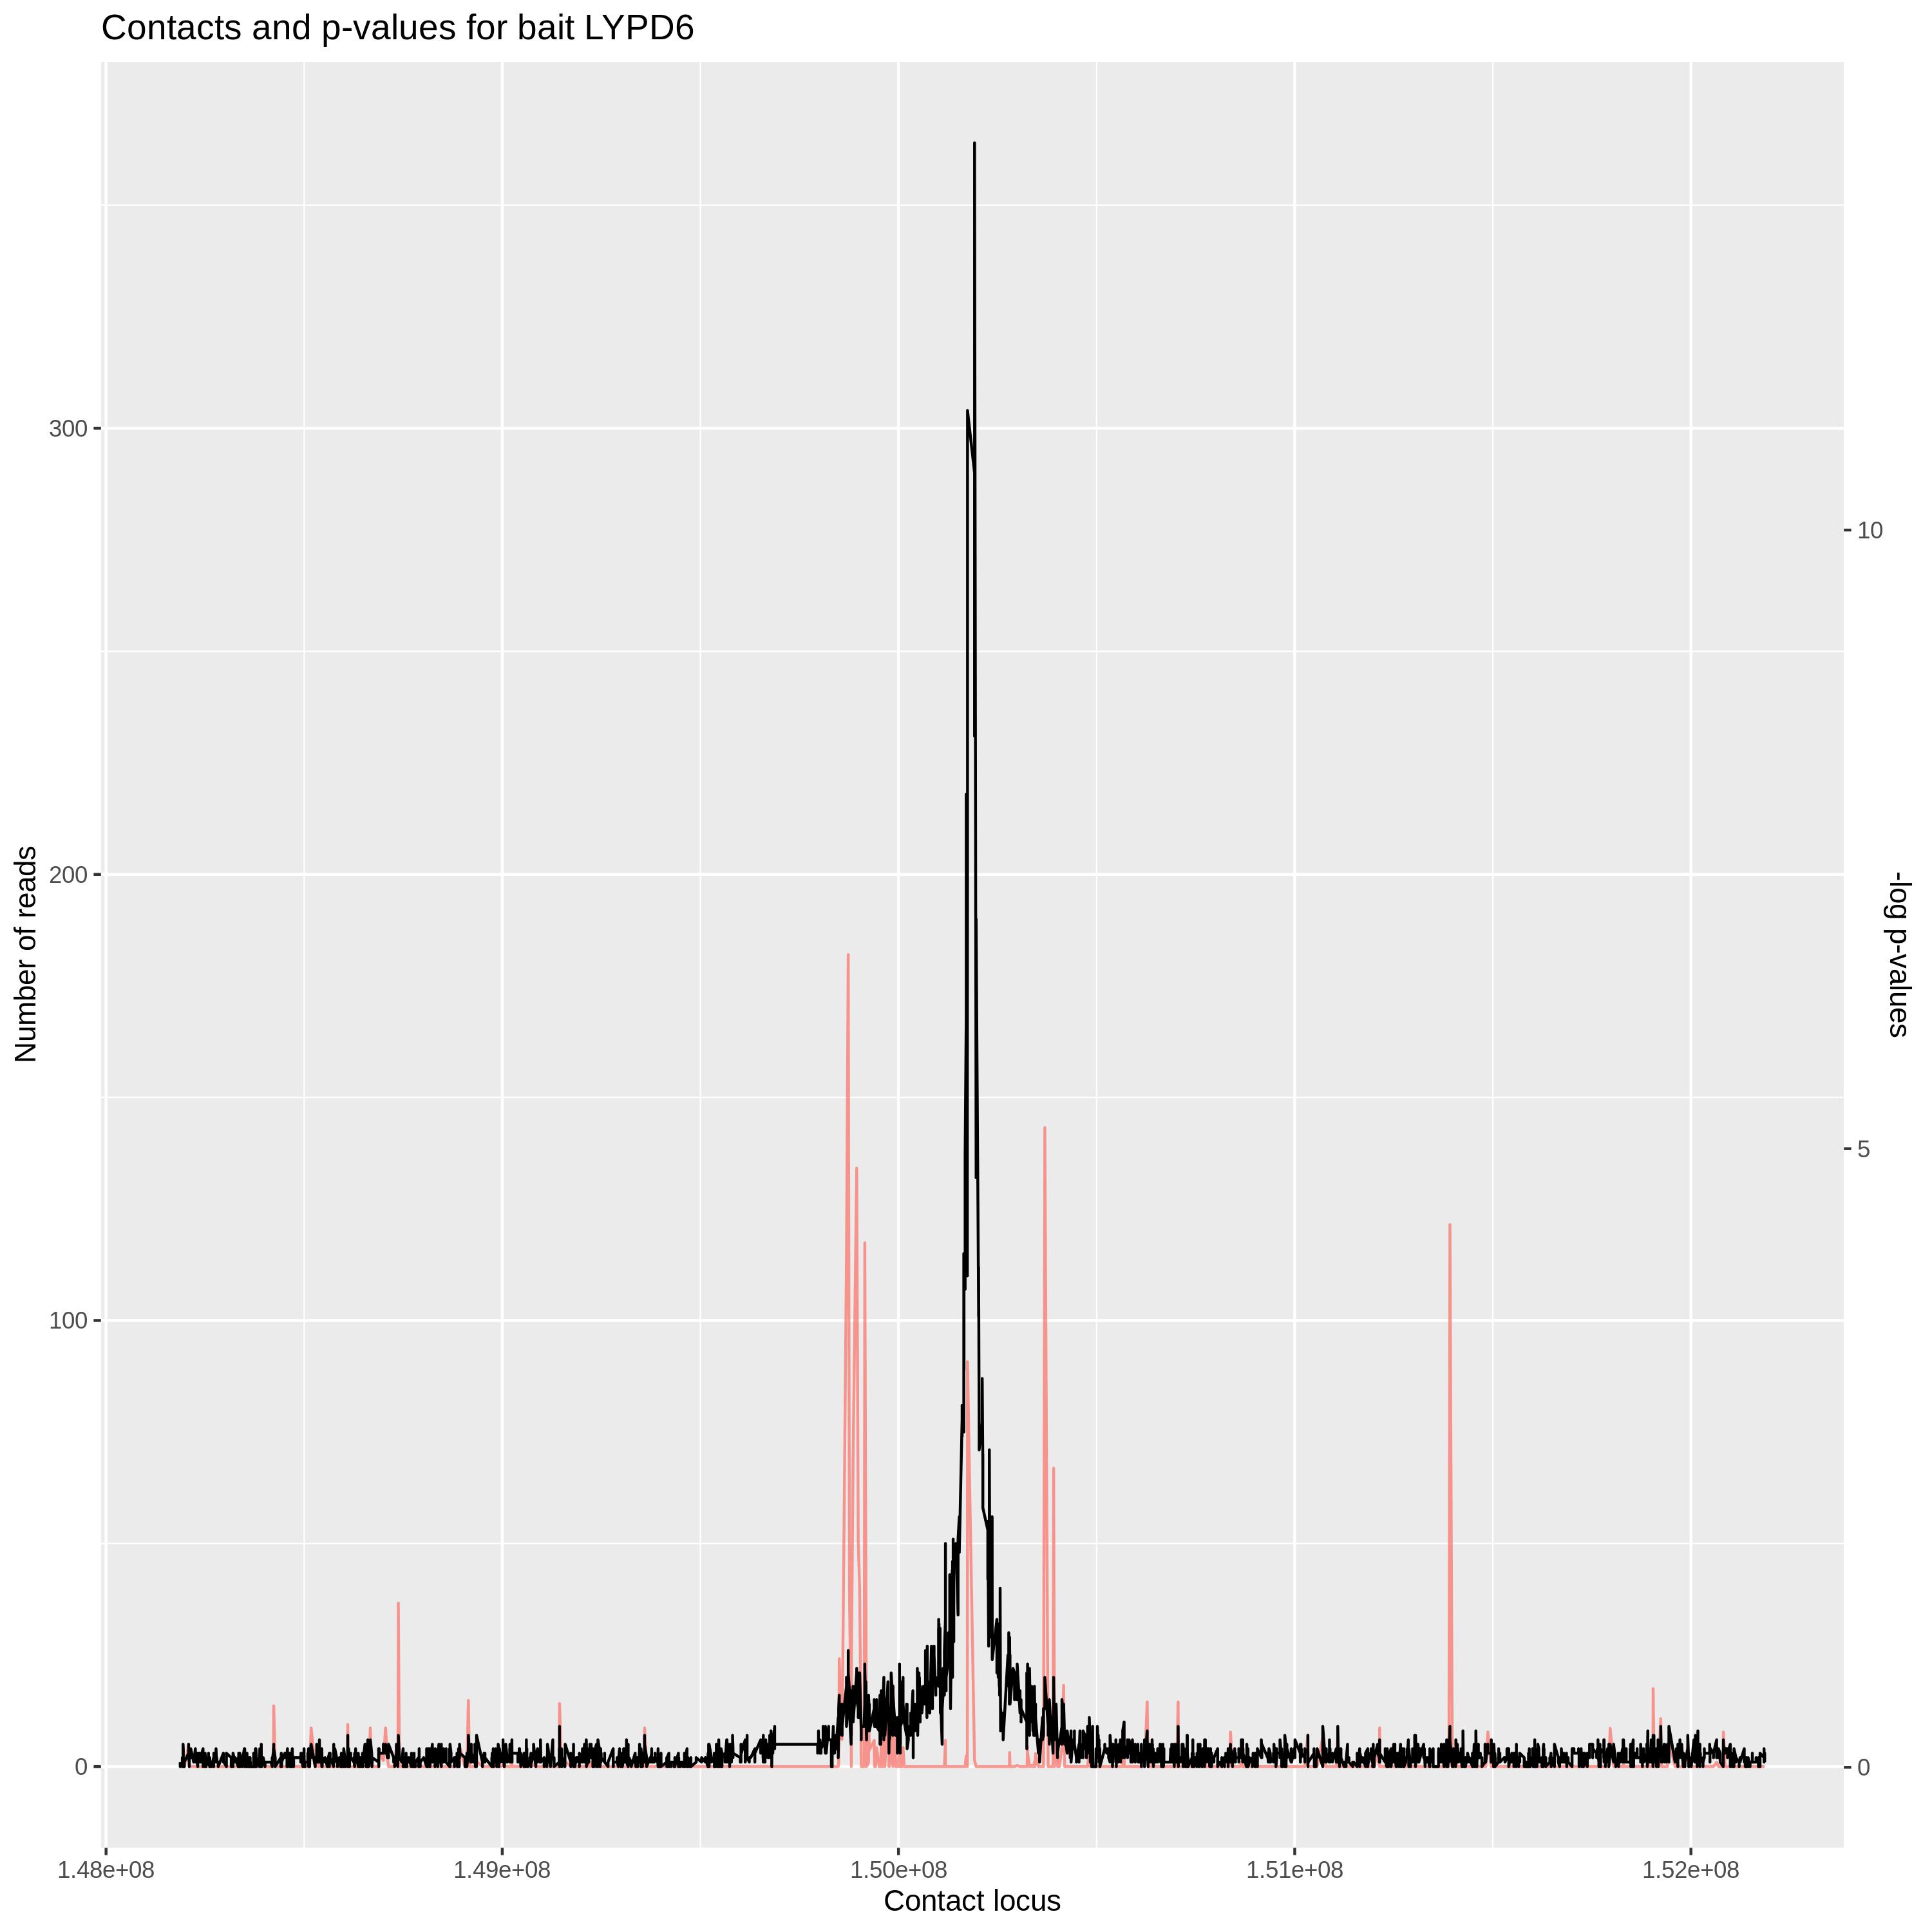 Contacts and p-values for bait LYPD6
300
200
100
0
Number of reads
10
5
0
-log p-values
1.48e+08
1.49e+08
1.50e+08
1.51e+08
1.52e+08
Contact locus